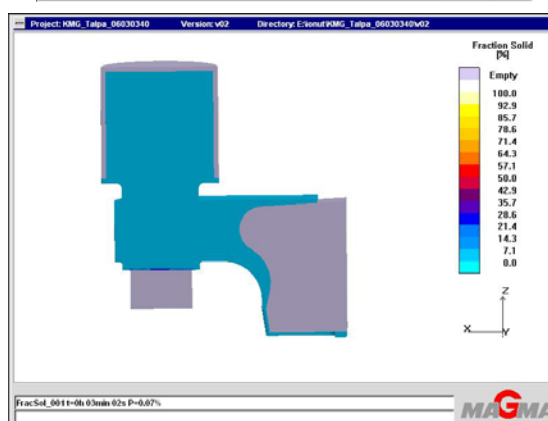 Project: KMG_Talpa_06030340 Version: v02 Directory: E:\ionut\KMG_Talpa_06030340\v02
Fraction Solid
[%]
Empty
100.0
92.9
85.7
78.6
71.4
64.3
57.1
50.0
42.9
35.7
28.6
21.4
14.3
7.1
0.0
Z
X
Y
FracSol_001 t=0h 03min 02s P=0.07%
MAGMA